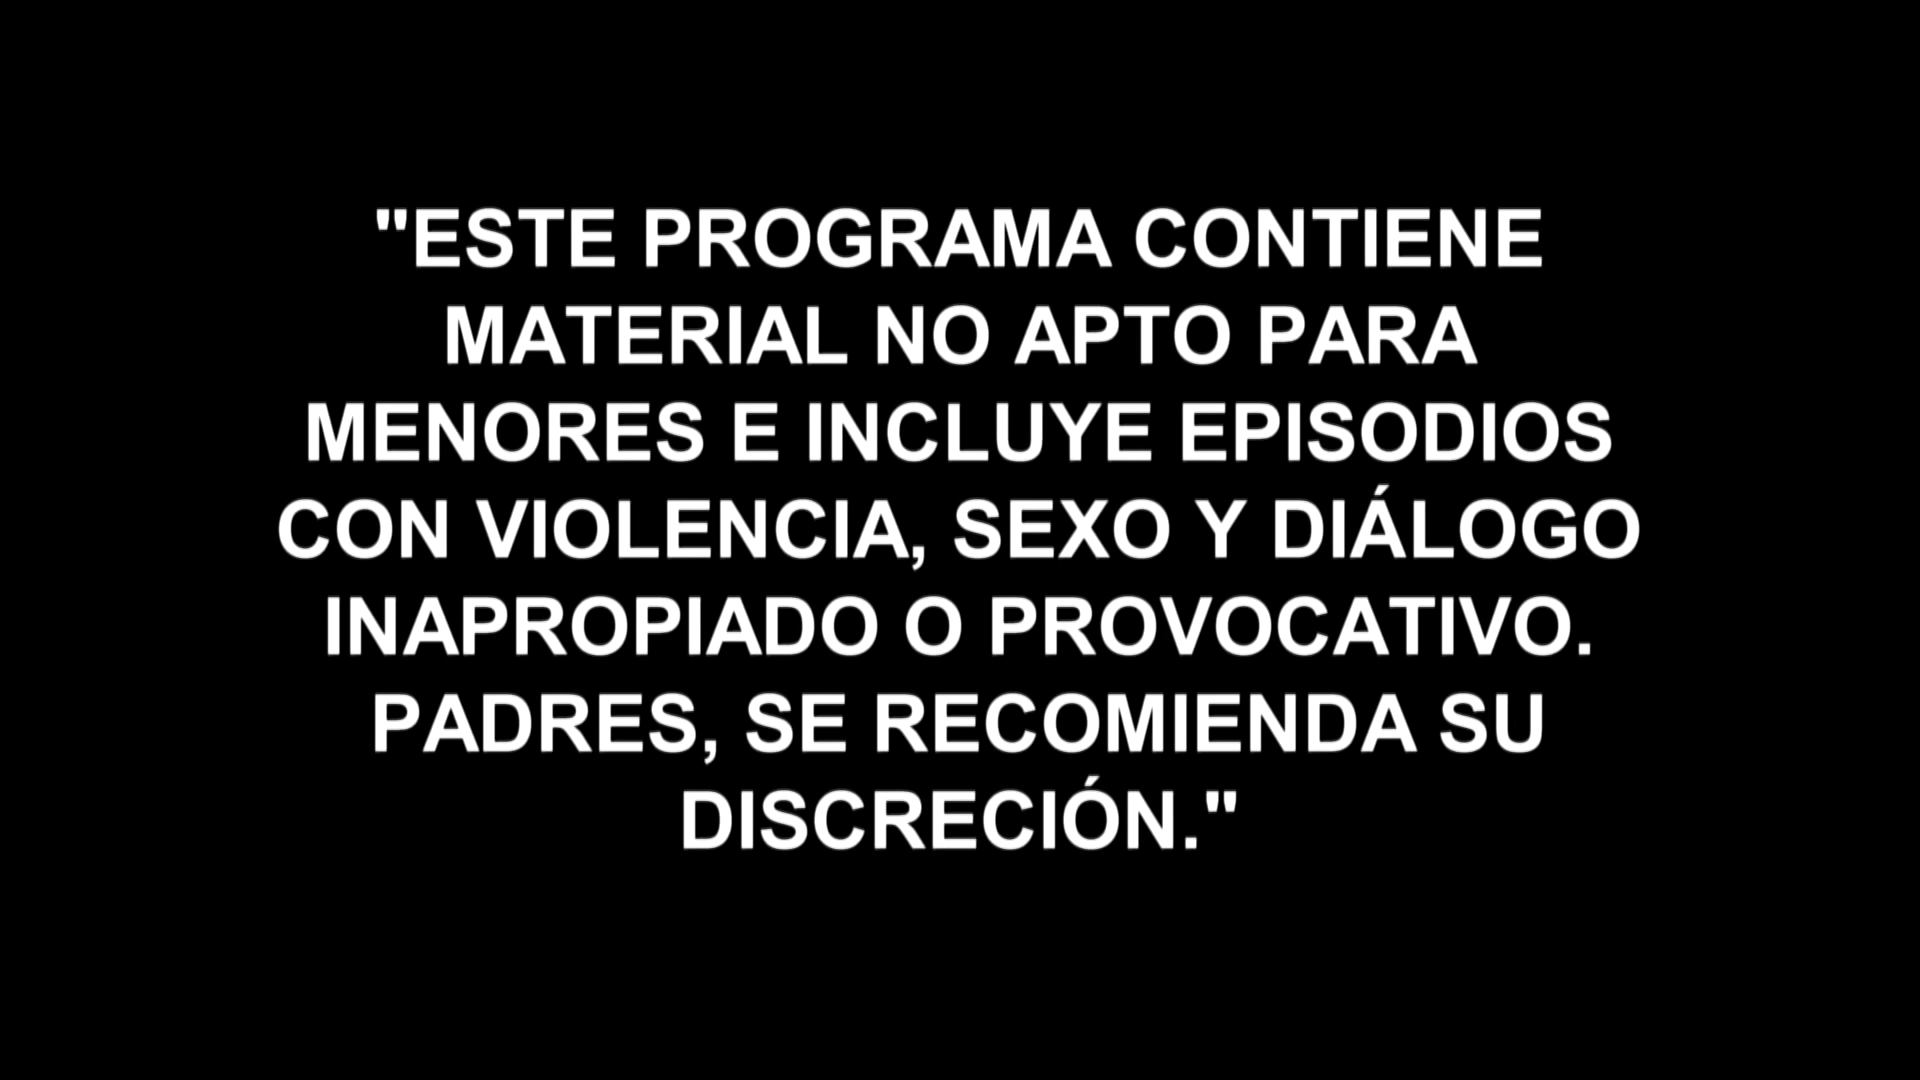 "ESTE PROGRAMA CONTIENE
MATERIAL NO APTO PARA
MENORES E INCLUYE EPISODIOS
CON VIOLENCIA, SEXO Y DIÁLOGO
INAPROPIADO O PROVOCATIVO.
PADRES, SE RECOMIENDA SU
DISCRECIÓN."